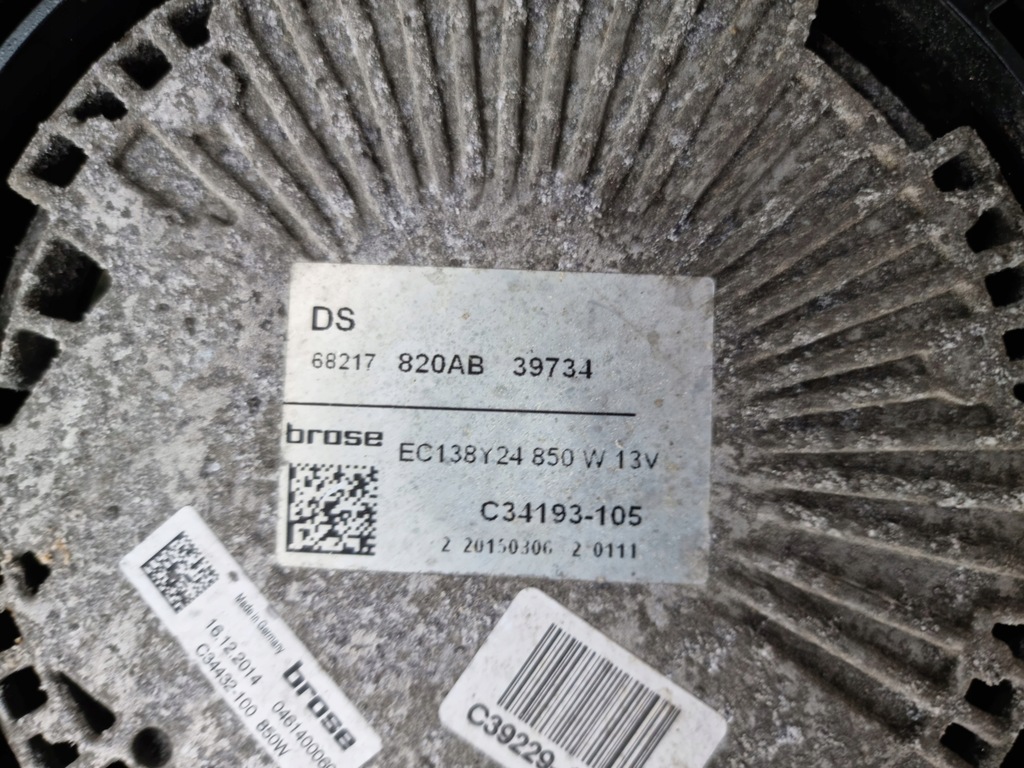 DS
68217 820AB 39734
brose EC138Y24 850 W 13V
C34193-105
2 20150306 2 0111
Made in Germany
brose
16.12.2014
C34432-100 850W
C39229-